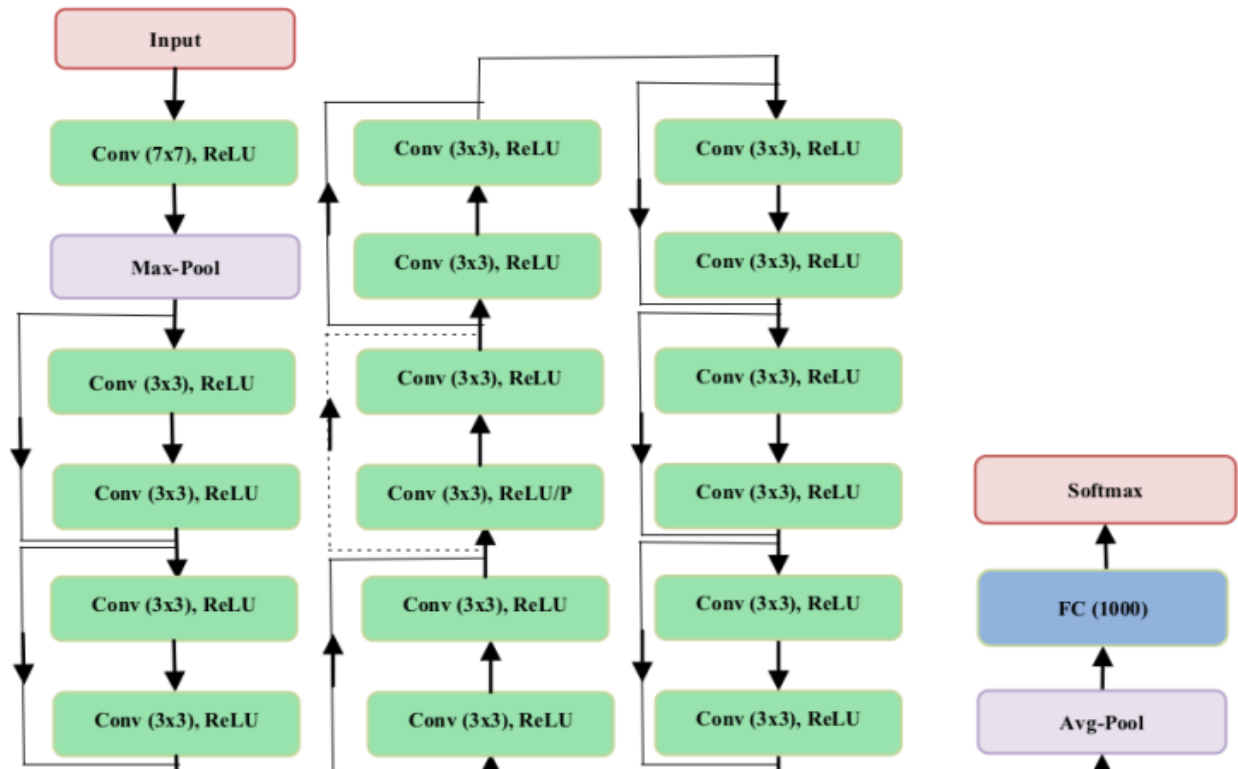 Input
Conv (7x7), ReLU
Max-Pool
Conv (3x3), ReLU
Conv (3x3), ReLU
Conv (3x3), ReLU
Conv (3x3), ReLU
Conv (3x3), ReLU
Conv (3x3), ReLU
Conv (3x3), ReLU
Conv (3x3), ReLU/P
Conv (3x3), ReLU
Conv (3x3), ReLU
Conv (3x3), ReLU
Conv (3x3), ReLU
Conv (3x3), ReLU
Conv (3x3), ReLU
Conv (3x3), ReLU
Conv (3x3), ReLU
Softmax
FC (1000)
Avg-Pool